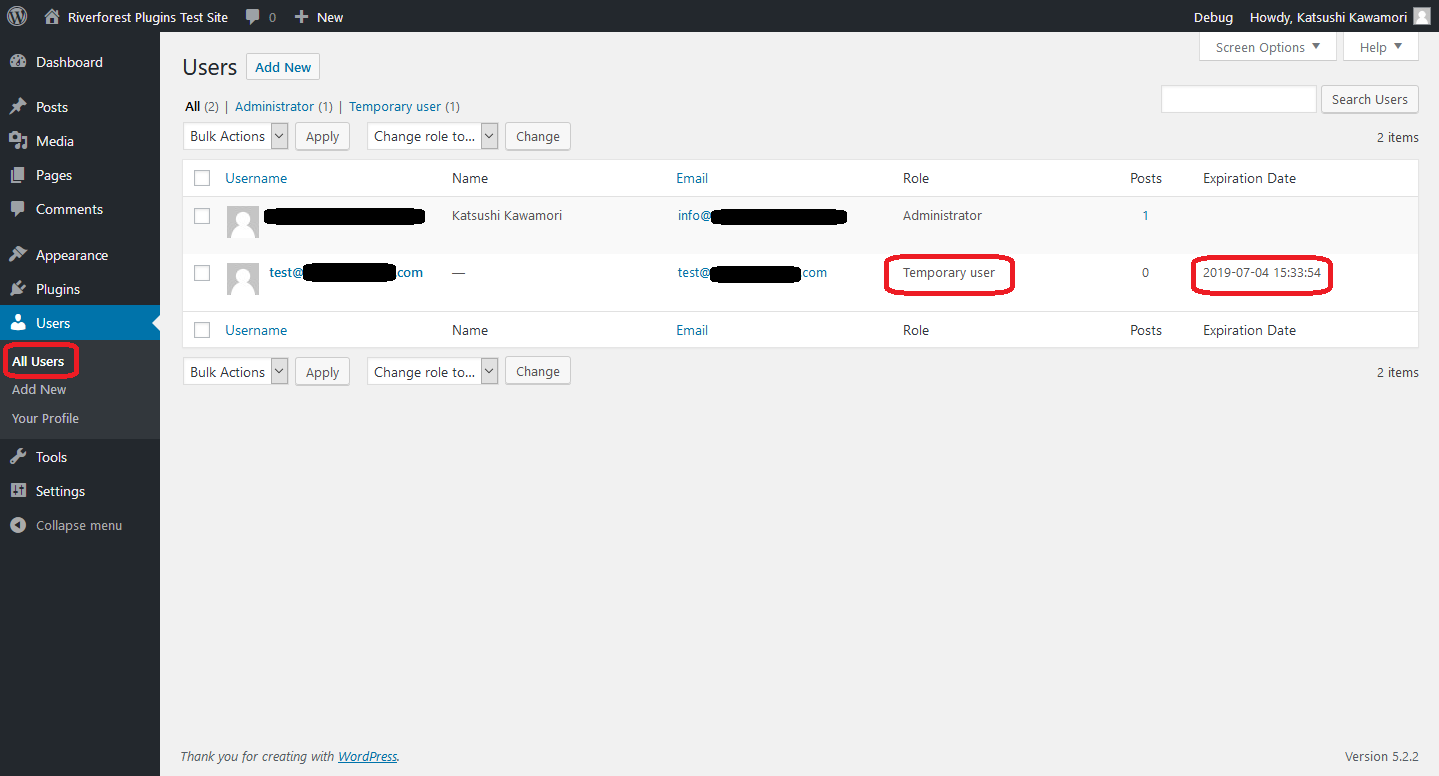 Riverforest Plugins Test Site 0 New Debug Howdy, Katsushi Kawamori
Dashboard
Posts
Media
Pages
Comments
Appearance
Plugins
Users
All Users
Add New
Your Profile
Tools
Settings
Collapse menu
Screen Options Help
Users Add New
All (2) | Administrator (1) | Temporary user (1)
Search Users
Bulk Actions Apply Change role to... Change
2 items
Username Name Email Role Posts Expiration Date
Katsushi Kawamori info@ Administrator 1
test@ .com — test@ .com Temporary user 0 2019-07-04 15:33:54
Username Name Email Role Posts Expiration Date
Bulk Actions Apply Change role to... Change
2 items
Thank you for creating with WordPress.
Version 5.2.2